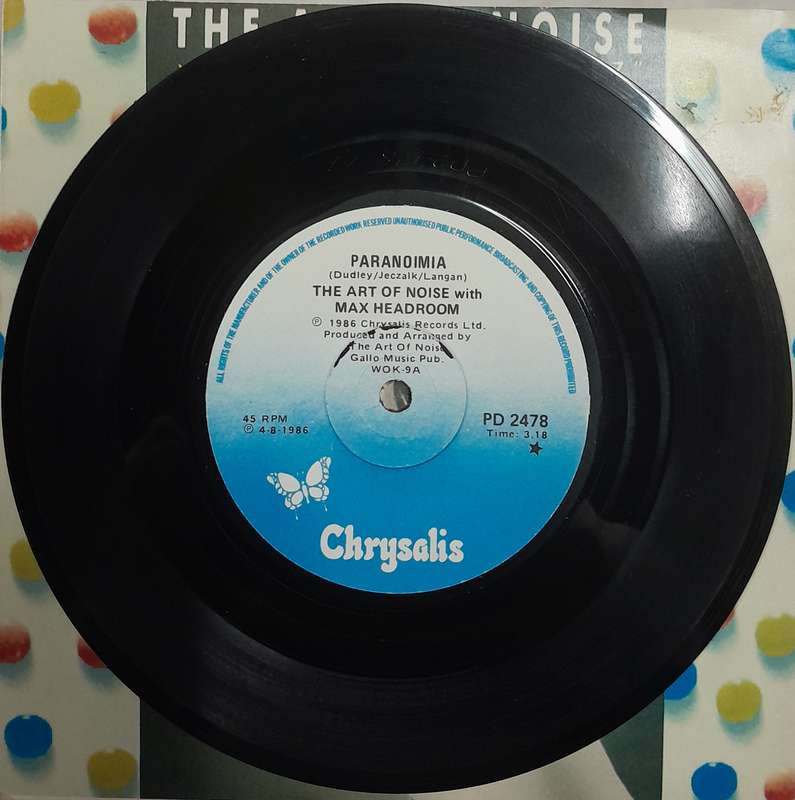 THE NOISE
7"
ALL RIGHTS OF THE MANUFACTURER AND OF THE OWNER OF THE RECORDED WORK RESERVED UNAUTHORISED PUBLIC PERFORMANCE BROADCASTING AND COPYING OF THIS RECORD PROHIBITED
PARANOIMIA
(Dudley/Jeczalk/Langan)
THE ART OF NOISE with
MAX HEADROOM
℗ 1986 Chrysalis Records Ltd.
Produced and Arranged by
The Art Of Noise
Gallo Music Pub.
WOK-9A
45 RPM
℗ 4-8-1986
PD 2478
Time: 3.18
Chrysalis